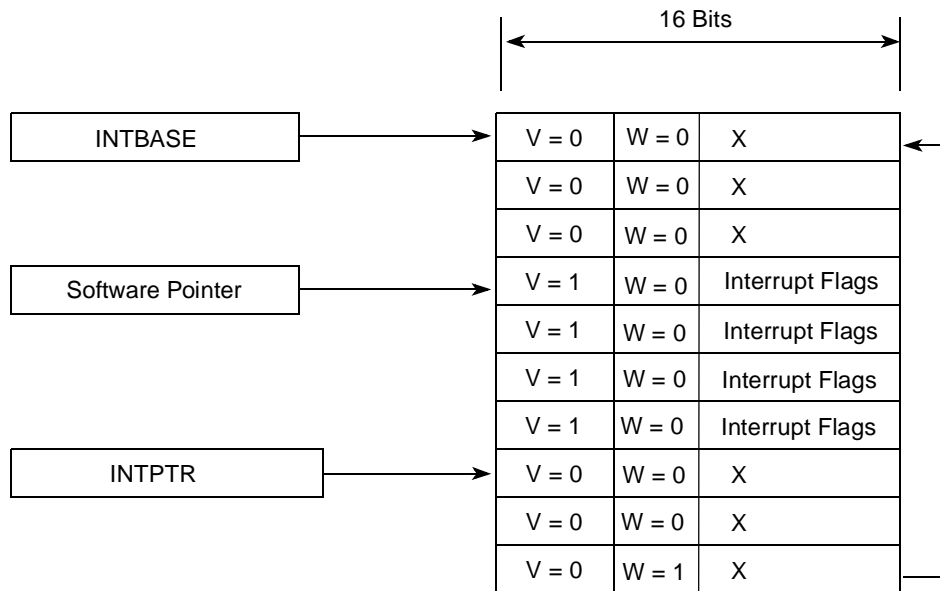 16 Bits
INTBASE
V = 0 W = 0 X
V = 0 W = 0 X
V = 0 W = 0 X
Software Pointer
V = 1 W = 0 Interrupt Flags
V = 1 W = 0 Interrupt Flags
V = 1 W = 0 Interrupt Flags
V = 1 W = 0 Interrupt Flags
INTPTR
V = 0 W = 0 X
V = 0 W = 0 X
V = 0 W = 1 X